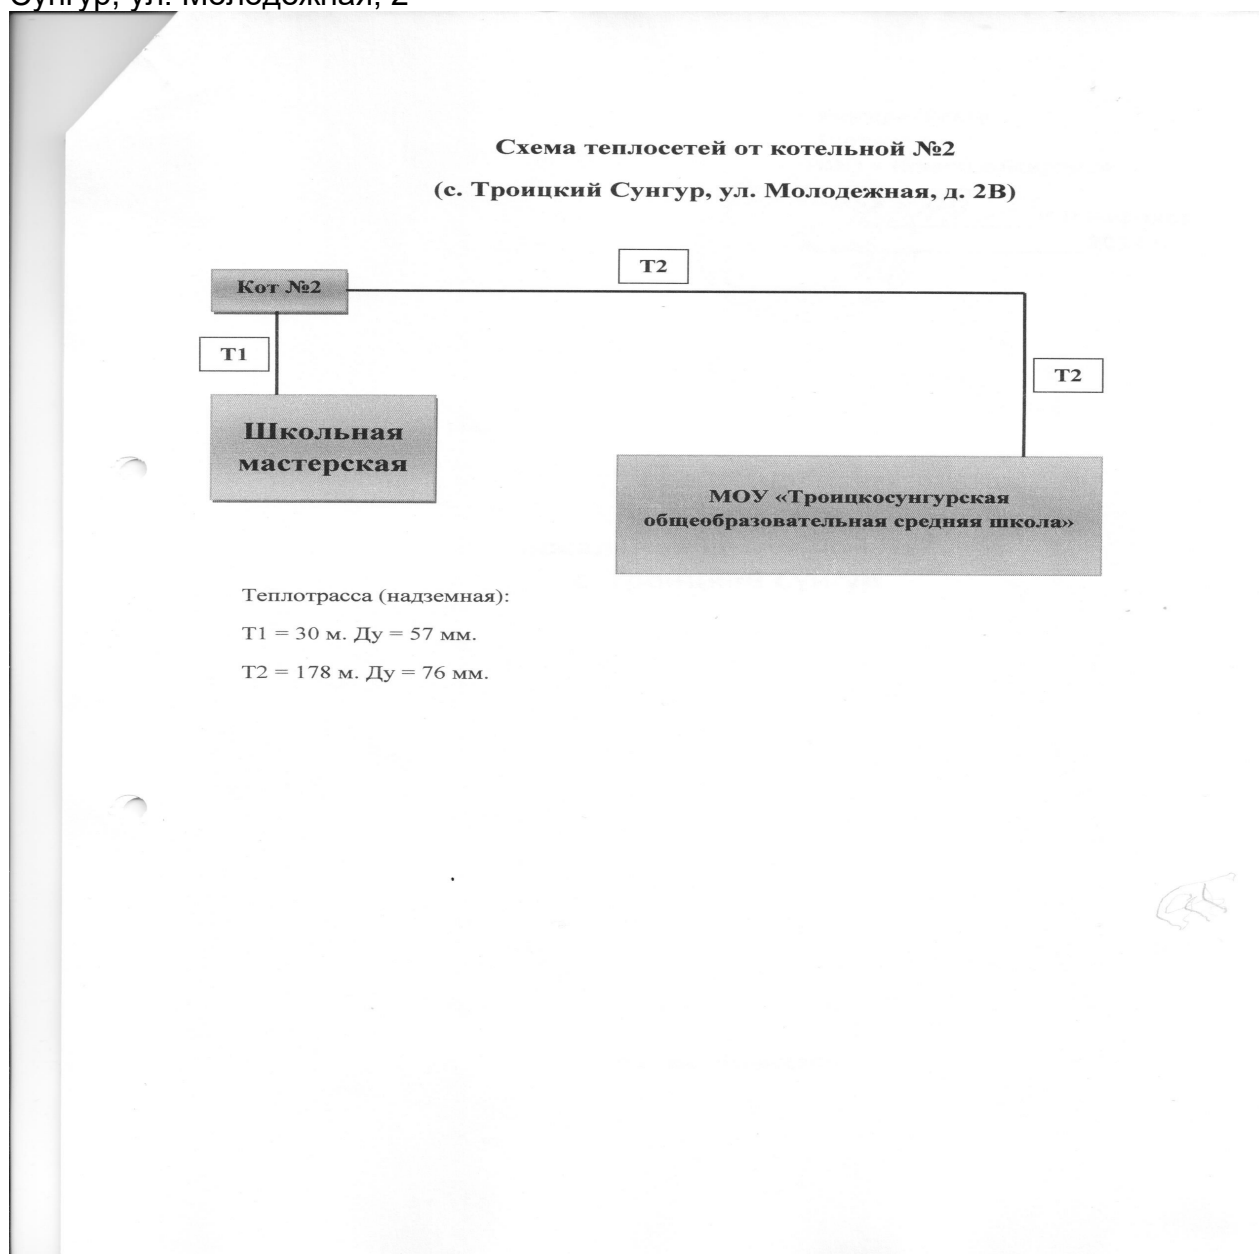 Сунгур, ул. Молодежная, 2
Схема теплосетей от котельной №2
(с. Троицкий Сунгур, ул. Молодежная, д. 2В)
Т2
Кот №2
Т1
Т2
Школьная
мастерская
МОУ «Троицкосунгурская
общеобразовательная средняя школа»
Теплотрасса (надземная):
Т1 = 30 м. Ду = 57 мм.
Т2 = 178 м. Ду = 76 мм.